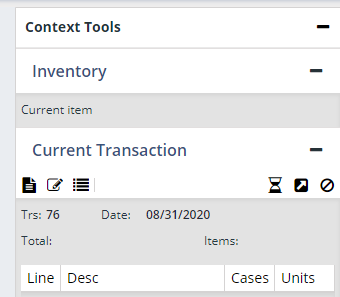 Context Tools
Inventory
Current item
Current Transaction
Trs: 76 Date: 08/31/2020
Total: Items:
Line Desc Cases Units